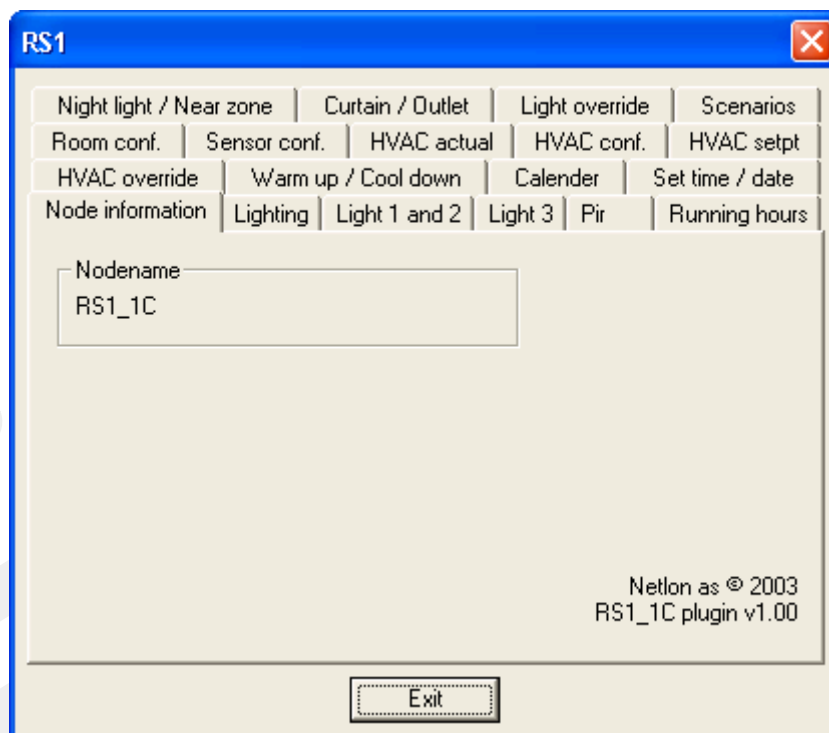 RS1
Night light / Near zone Curtain / Outlet Light override Scenarios
Room conf. Sensor conf. HVAC actual HVAC conf. HVAC setpt
HVAC override Warm up / Cool down Calender Set time / date
Node information Lighting Light 1 and 2 Light 3 Pir Running hours
Nodename
RS1_1C
Netlon as © 2003
RS1_1C plugin v1.00
Exit